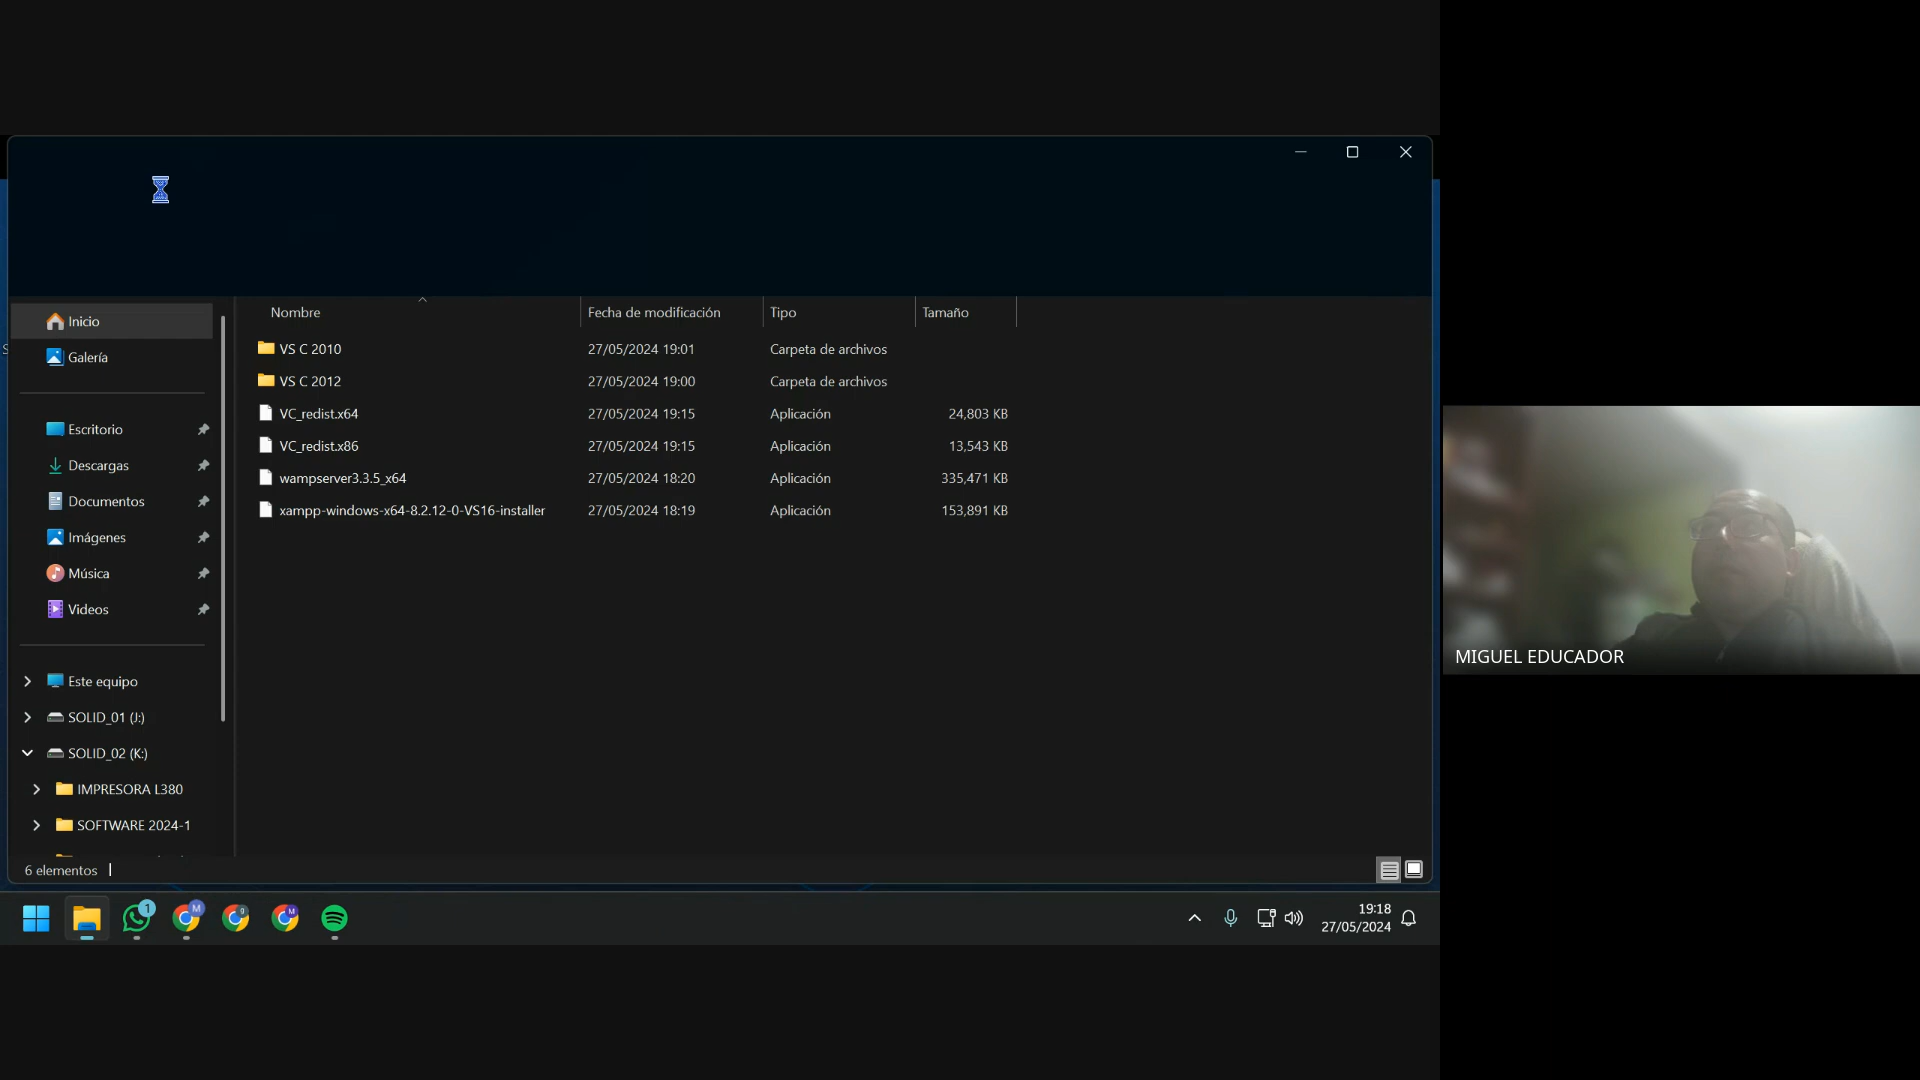 Nombre Fecha de modificación Tipo Tamaño
VS C 2010 27/05/2024 19:01 Carpeta de archivos
VS C 2012 27/05/2024 19:00 Carpeta de archivos
VC_redist.x64 27/05/2024 19:15 Aplicación 24,803 KB
VC_redist.x86 27/05/2024 19:15 Aplicación 13,543 KB
wampserver3.3.5_x64 27/05/2024 18:20 Aplicación 335,471 KB
xampp-windows-x64-8.2.12-0-VS16-installer 27/05/2024 18:19 Aplicación 153,891 KB
Inicio
Galería
Escritorio
Descargas
Documentos
Imágenes
Música
Videos
Este equipo
SOLID_01 (J:)
SOLID_02 (K:)
IMPRESORA L380
SOFTWARE 2024-1
6 elementos
1
M
g
M
19:18
27/05/2024
MIGUEL EDUCADOR